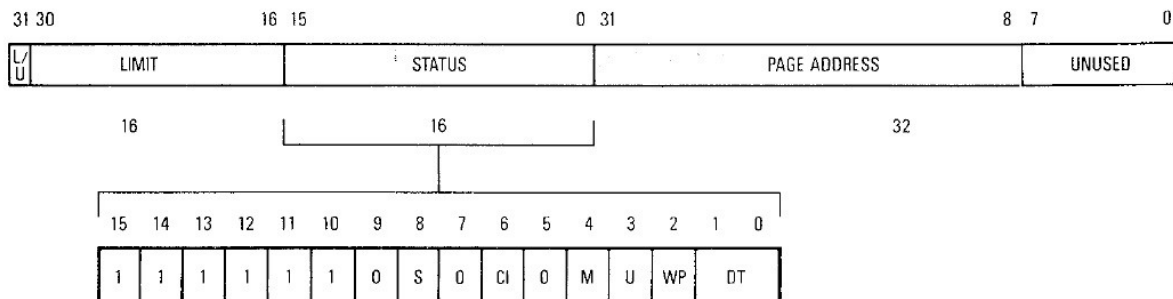 31 30 16 15 0 31 8 7 0
L/U LIMIT STATUS PAGE ADDRESS UNUSED
16 16 32
15 14 13 12 11 10 9 8 7 6 5 4 3 2 1 0
1 1 1 1 1 1 0 S 0 CI 0 M U WP DT